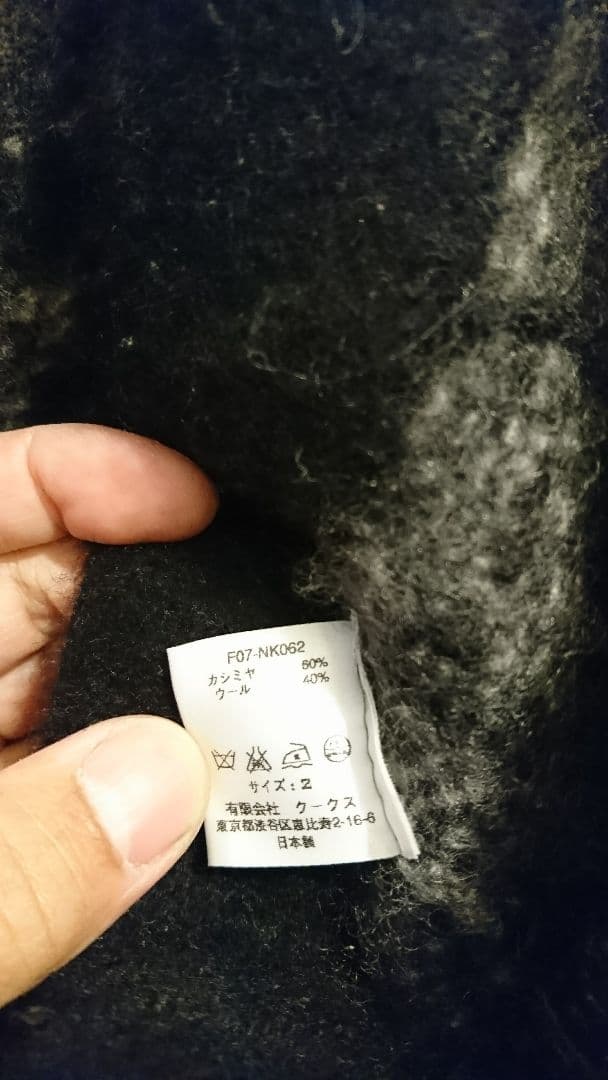 F07-NK062
カシミヤ 60%
ウール 40%
サイズ：2
有限会社 クークス
東京都渋谷区恵比寿2-16-6
日本製